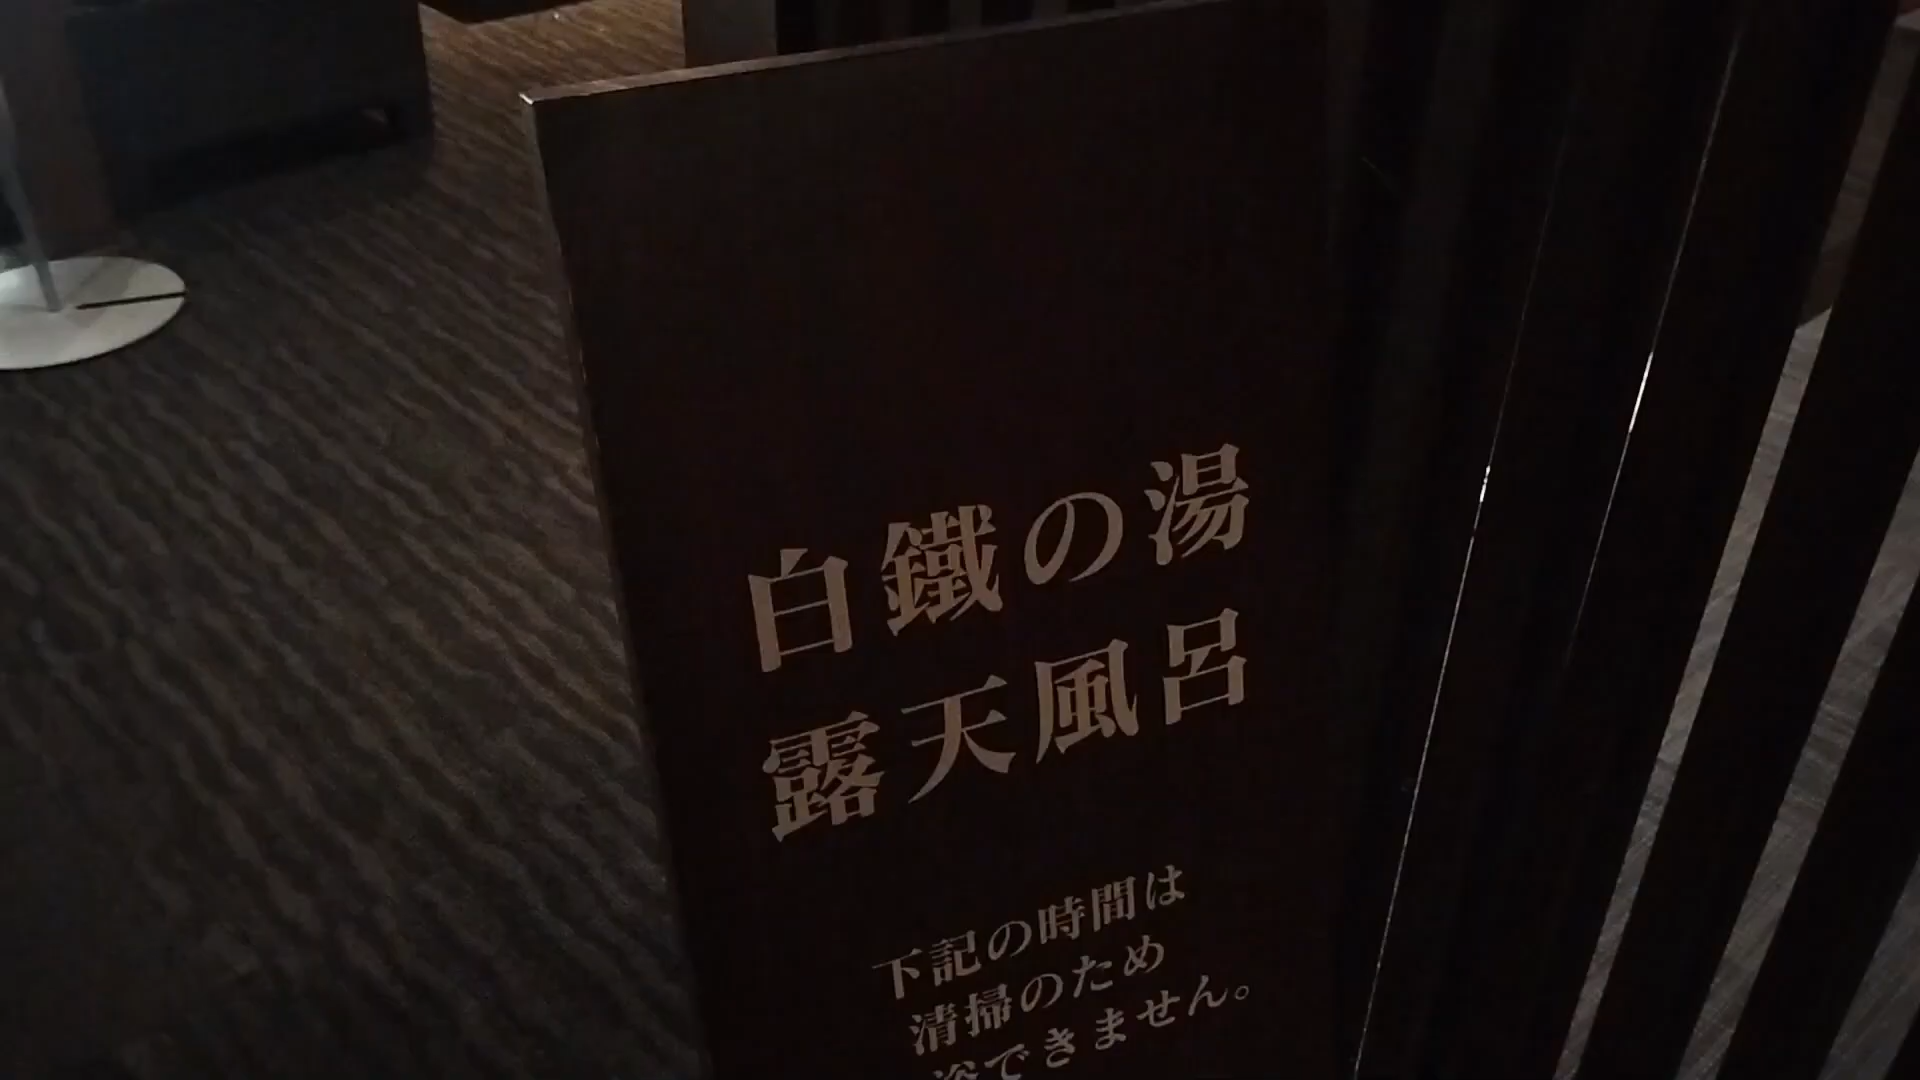 白鐵の湯
露天風呂
下記の時間は
清掃のため
浴できません。